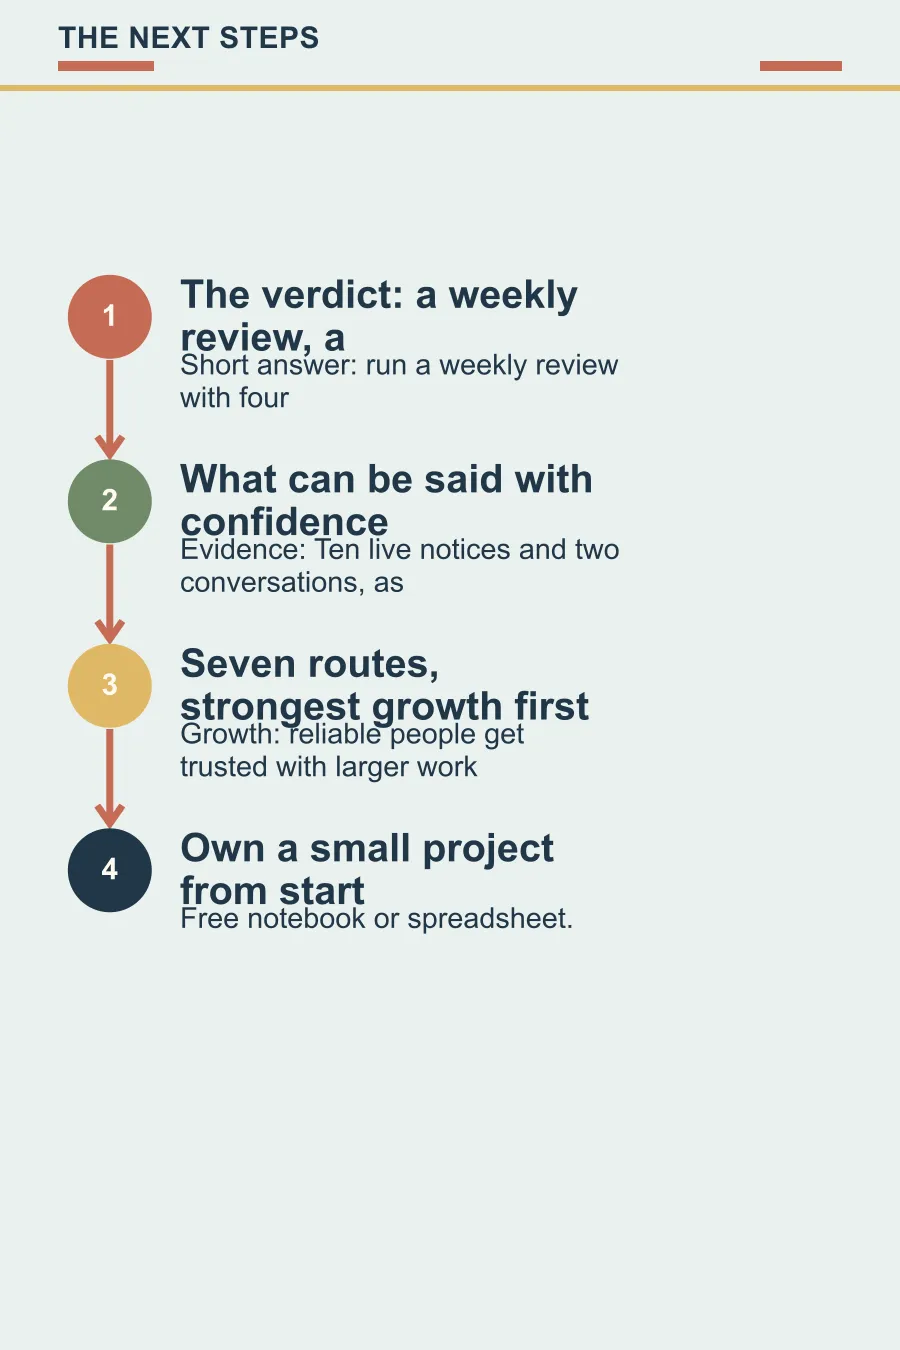 THE NEXT STEPS
1
The verdict: a weekly
review, a
Short answer: run a weekly review
with four
2
What can be said with
confidence
Evidence: Ten live notices and two
conversations, as
3
Seven routes,
strongest growth first
Growth: reliable people get
trusted with larger work
4
Own a small project
from start
Free notebook or spreadsheet.